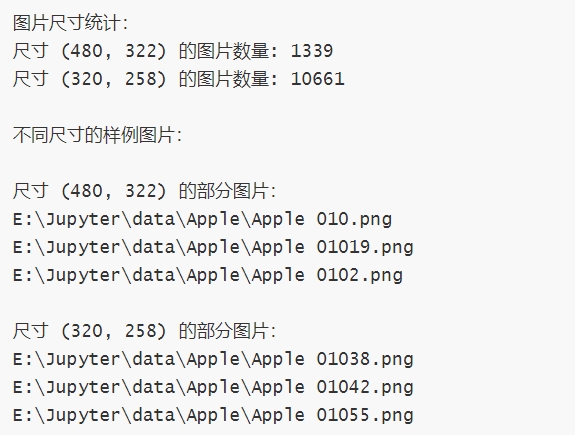 图片尺寸统计:
尺寸 (480, 322) 的图片数量: 1339
尺寸 (320, 258) 的图片数量: 10661
不同尺寸的样例图片:
尺寸 (480, 322) 的部分图片:
E:\Jupyter\data\Apple\Apple 010.png
E:\Jupyter\data\Apple\Apple 01019.png
E:\Jupyter\data\Apple\Apple 0102.png
尺寸 (320, 258) 的部分图片:
E:\Jupyter\data\Apple\Apple 01038.png
E:\Jupyter\data\Apple\Apple 01042.png
E:\Jupyter\data\Apple\Apple 01055.png